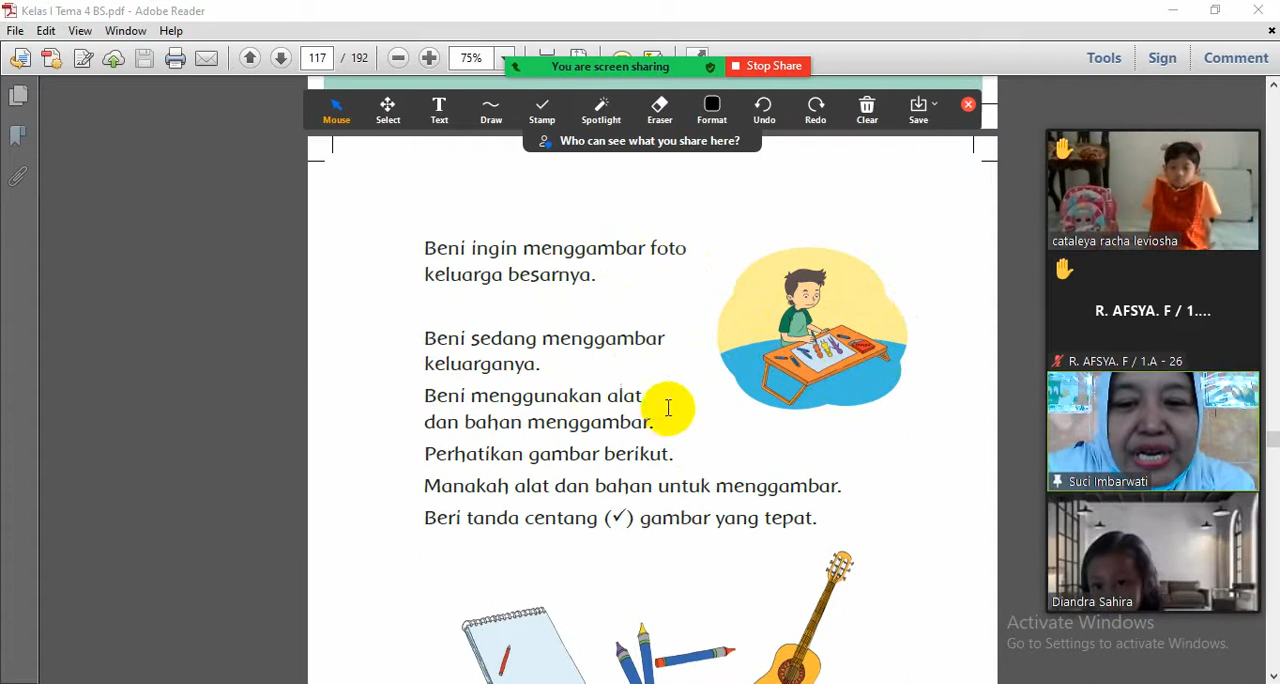 Kelas I Tema 4 BS.pdf - Adobe Reader
File Edit View Window Help
117 / 192 75% Tools Sign Comment
You are screen sharing Stop Share
Mouse Select Text Draw Stamp Spotlight Eraser Format Undo Redo Clear Save
Who can see what you share here?
Beni ingin menggambar foto
keluarga besarnya.
Beni sedang menggambar
keluarganya.
Beni menggunakan alat
dan bahan menggambar.
Perhatikan gambar berikut.
Manakah alat dan bahan untuk menggambar.
Beri tanda centang (✓) gambar yang tepat.
cataleya racha leviosha
R. AFSYA. F / 1....
R. AFSYA. F / 1.A - 26
Suci Imbarwati
Diandra Sahira
Activate Windows
Go to Settings to activate Windows.